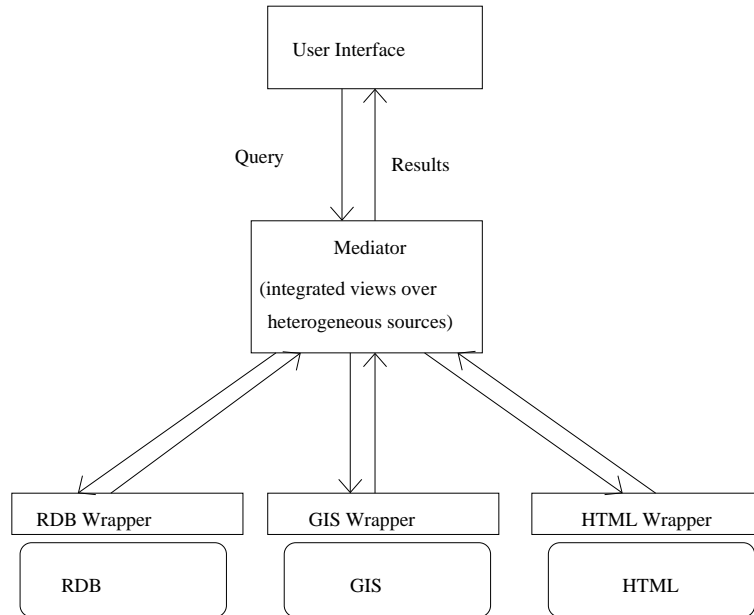 User Interface
Query
Results
Mediator
(integrated views over
heterogeneous sources)
RDB Wrapper
GIS Wrapper
HTML Wrapper
RDB
GIS
HTML